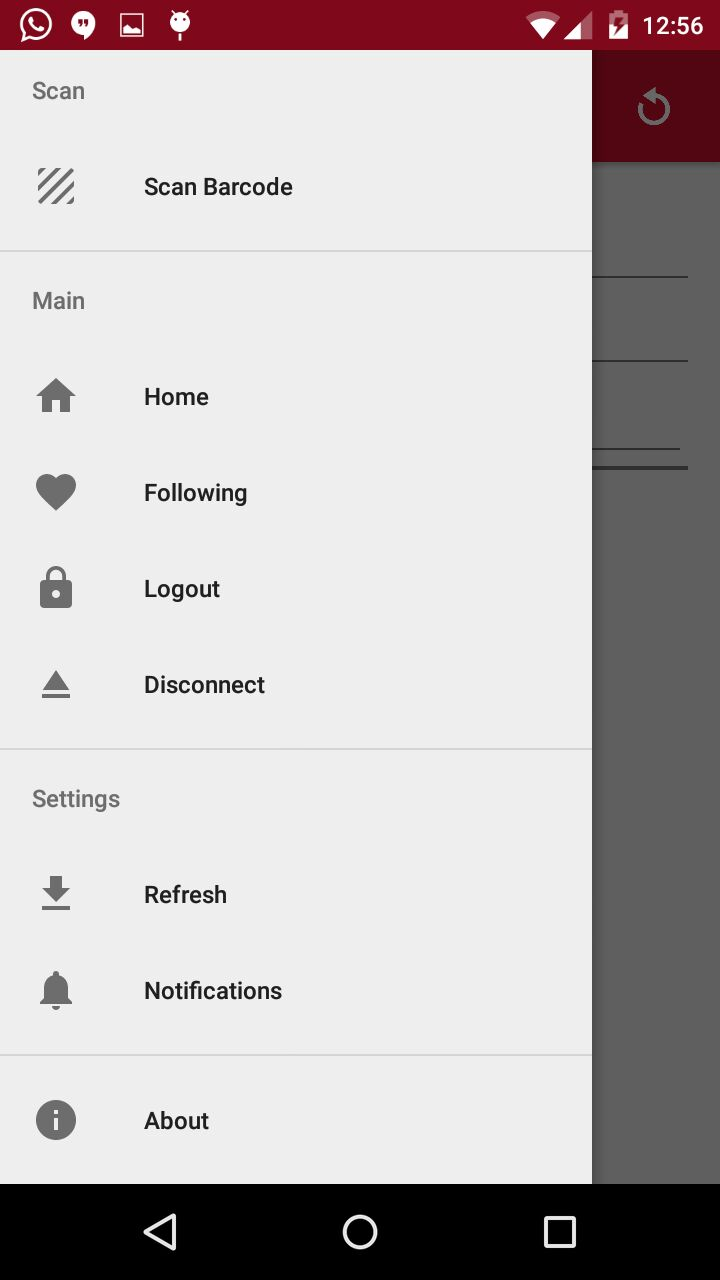 12:56
Scan
Scan Barcode
Main
Home
Following
Logout
Disconnect
Settings
Refresh
Notifications
About